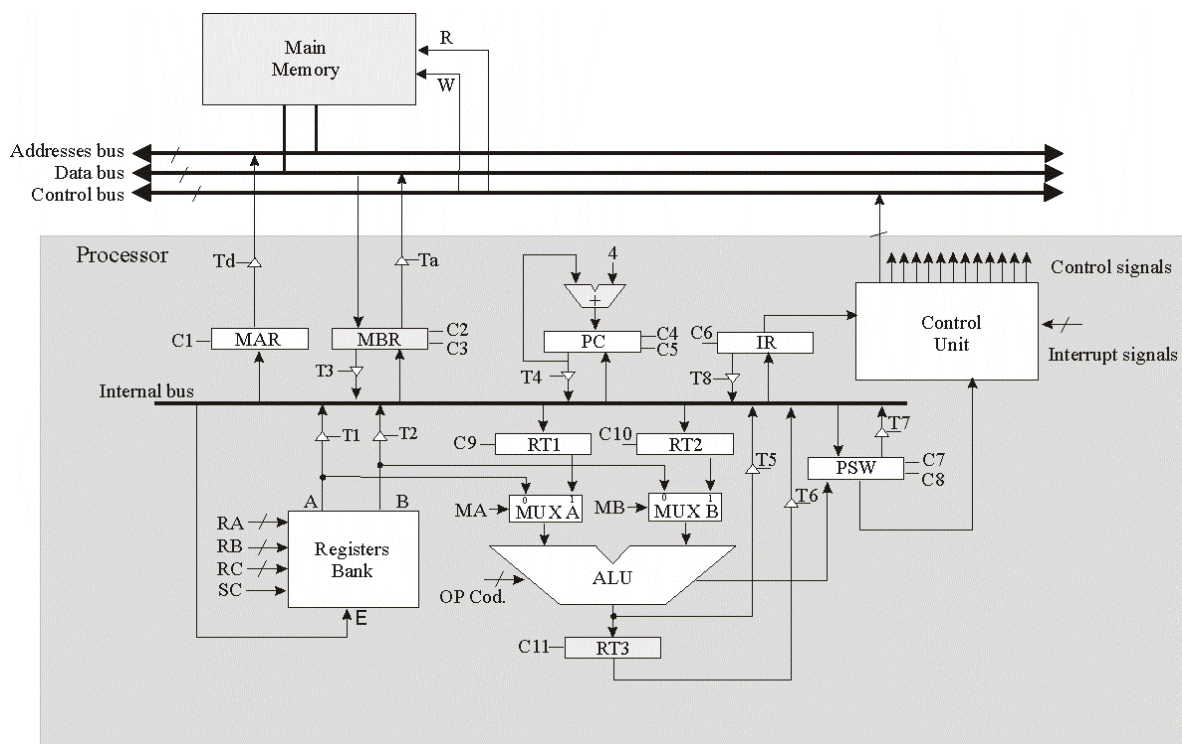 Main
Memory
R
W
Addresses bus
Data bus
Control bus
Processor
Td
Ta
4
+
Control signals
C1
MAR
MBR
C2
C3
PC
C4
C5
C6
IR
Control
Unit
Interrupt signals
T3
T4
T8
Internal bus
T1
T2
C9
RT1
C10
RT2
T5
T6
T7
PSW
C7
C8
A
B
MA
0
1
MUX A
MB
0
1
MUX B
RA
RB
RC
SC
Registers
Bank
E
ALU
OP Cod.
C11
RT3